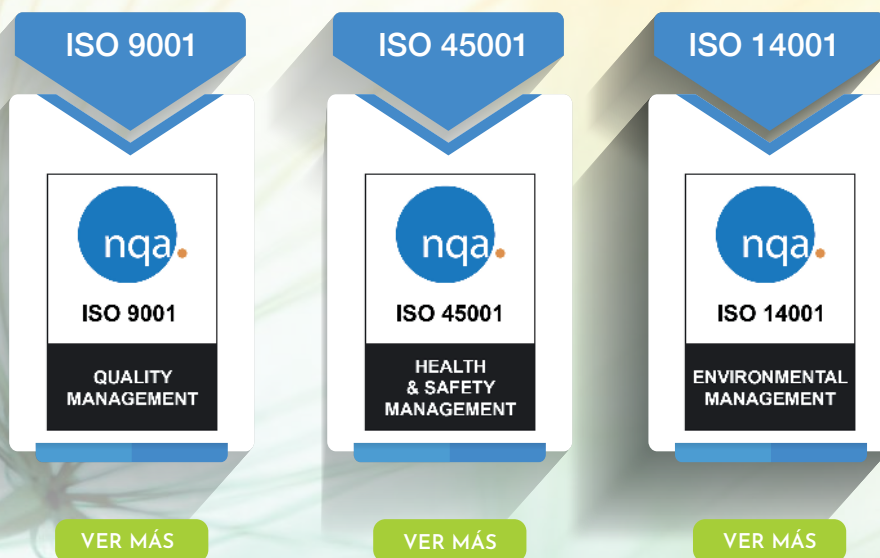 ISO 9001
nqa.
ISO 9001
QUALITY
MANAGEMENT
VER MÁS
ISO 45001
nqa.
ISO 45001
HEALTH
& SAFETY
MANAGEMENT
VER MÁS
ISO 14001
nqa.
ISO 14001
ENVIRONMENTAL
MANAGEMENT
VER MÁS